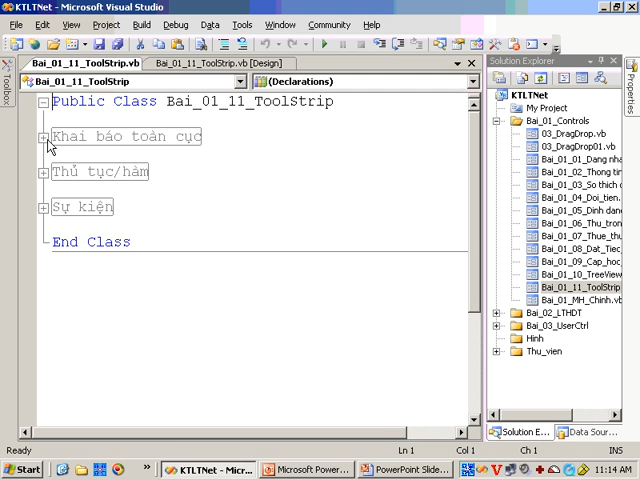 KTLTNet - Microsoft Visual Studio
File Edit View Project Build Debug Data Tools Window Community Help
Bai_01_11_ToolStrip.vb Bai_01_11_ToolStrip.vb [Design]
Bai_01_11_ToolStrip (Declarations)
Toolbox
Public Class Bai_01_11_ToolStrip
Khai báo toàn cục
Thủ tục/hàm
Sự kiện
End Class
Solution Explorer
KTLTNet
My Project
Bai_01_Controls
03_DragDrop.vb
03_DragDrop01.vb
Bai_01_01_Dang nha
Bai_01_02_Thong tin
Bai_01_03_So thich c
Bai_01_04_Doi_tien.
Bai_01_05_Dinh dang
Bai_01_06_Thu_tron
Bai_01_07_Thue_thu
Bai_01_08_Dat_Tiec_
Bai_01_09_Cap_hoc_
Bai_01_10_TreeView
Bai_01_11_ToolStrip
Bai_01_MH_Chinh.vb
Bai_02_LTHDT
Bai_03_UserCtrl
Hinh
Thu_vien
Properties
Solution E... Data Sour...
Ready Ln 1 Col 1 Ch 1 INS
Start KTLTNet - Micr... Microsoft Power... PowerPoint Slide... 11:14 AM